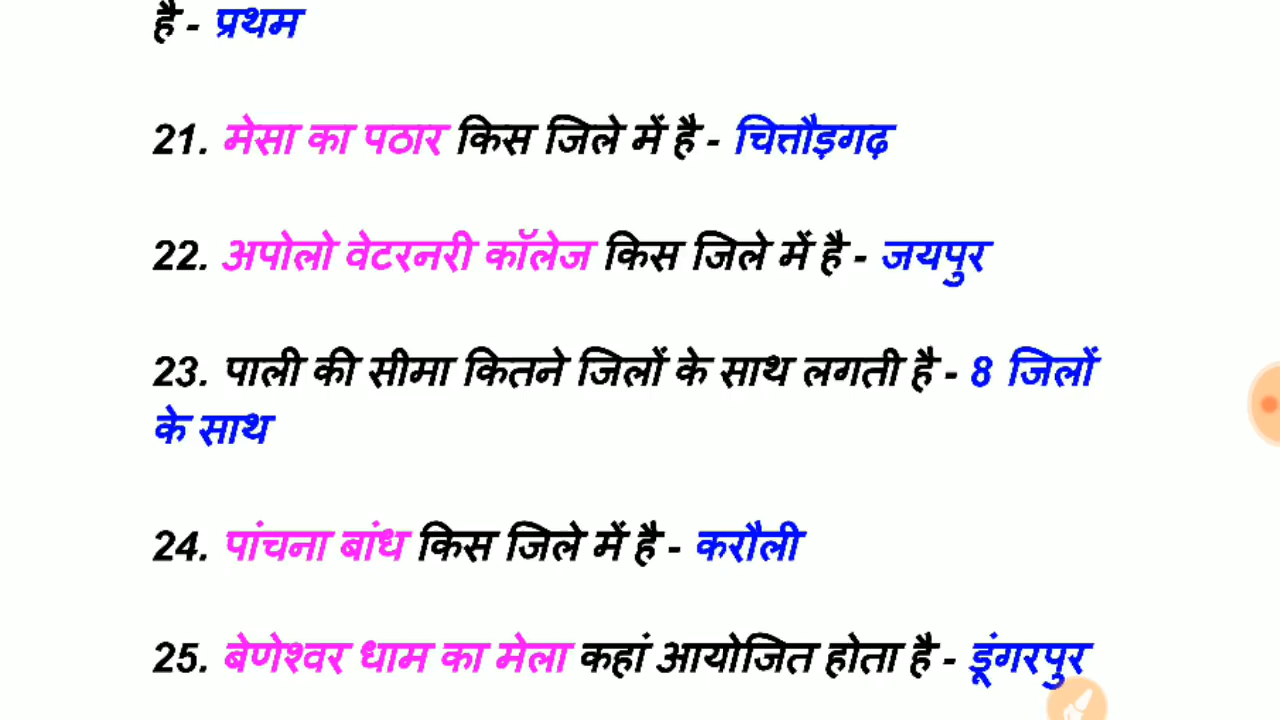 है - प्रथम
21. मेसा का पठार किस जिले में है - चित्तौड़गढ़
22. अपोलो वेटरनरी कॉलेज किस जिले में है - जयपुर
23. पाली की सीमा कितने जिलों के साथ लगती है - 8 जिलों
के साथ
24. पांचना बांध किस जिले में है - करौली
25. बेणेश्वर धाम का मेला कहां आयोजित होता है - डूंगरपुर